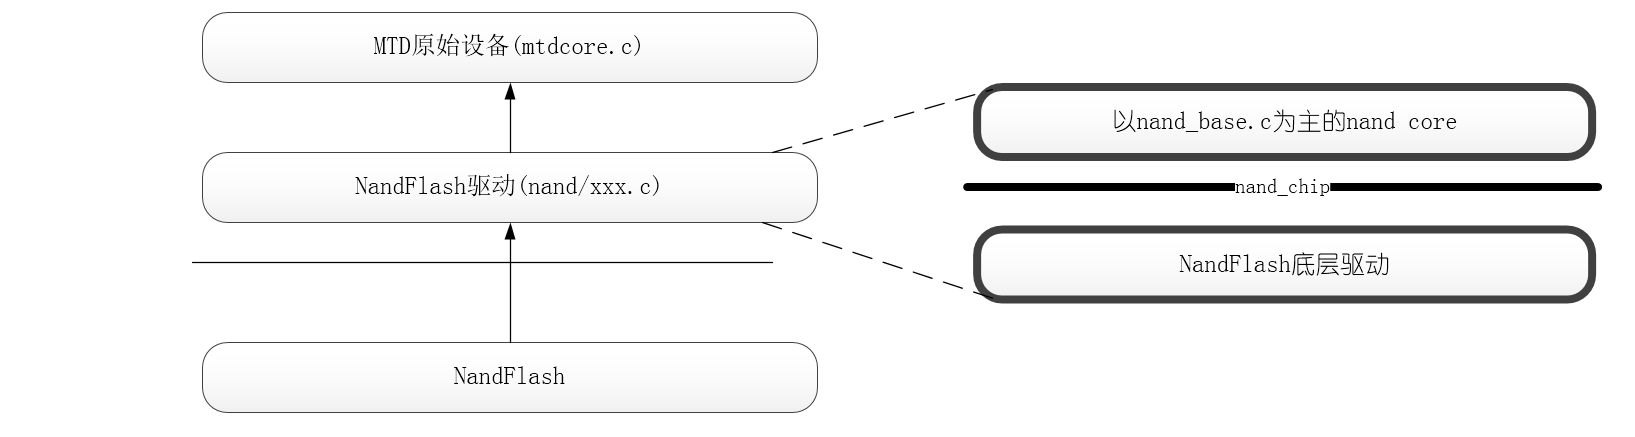 MTD原始设备(mtdcore.c)
NandFlash驱动(nand/xxx.c)
NandFlash
以nand_base.c为主的nand core
nand_chip
NandFlash底层驱动